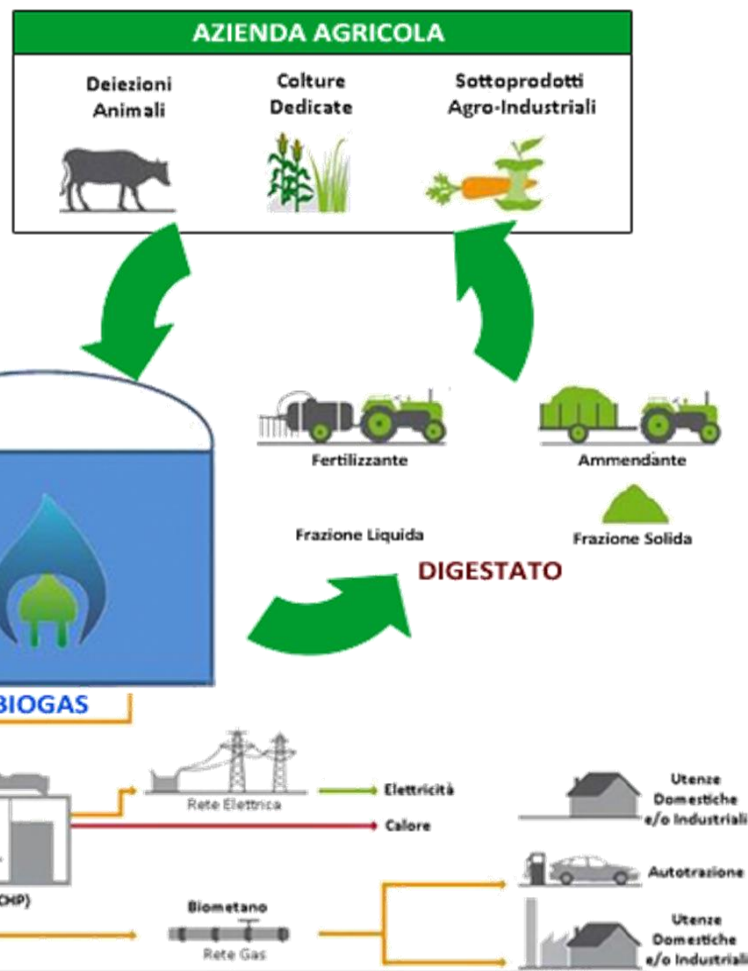 AZIENDA AGRICOLA
Deiezioni
Animali
Colture
Dedicate
Sottoprodotti
Agro-Industriali
Fertilizzante
Ammendante
Frazione Liquida
Frazione Solida
DIGESTATO
BIOGAS
Rete Elettrica
Elettricità
Calore
Utenze
Domestiche
e/o Industriali
CHP)
Autotrazione
Biometano
Rete Gas
Utenze
Domestiche
e/o Industriali